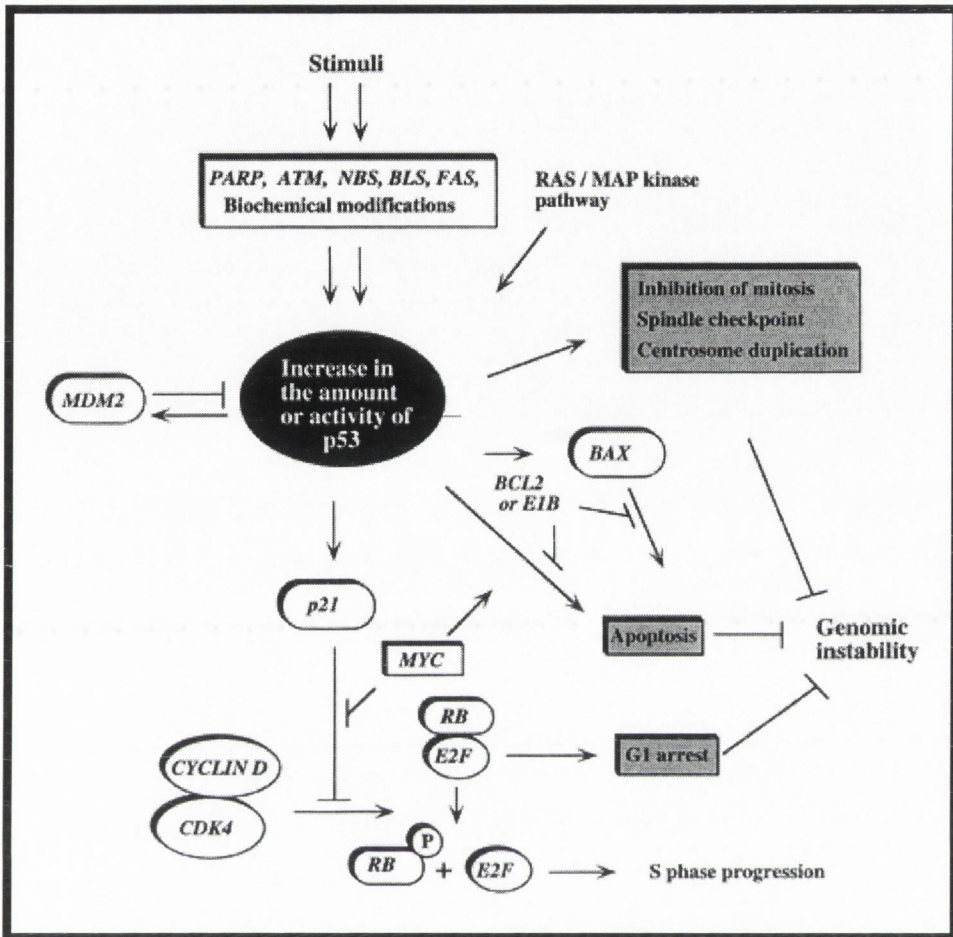 Stimuli
PARP, ATM, NBS, BLS, FAS,
Biochemical modifications
RAS / MAP kinase
pathway
Inhibition of mitosis
Spindle checkpoint
Centrosome duplication
Increase in
the amount
or activity of
p53
MDM2
BAX
BCL2
or E1B
p21
Apoptosis
Genomic
instability
MYC
RB
E2F
G1 arrest
CYCLIN D
CDK4
P
RB
+
E2F
S phase progression